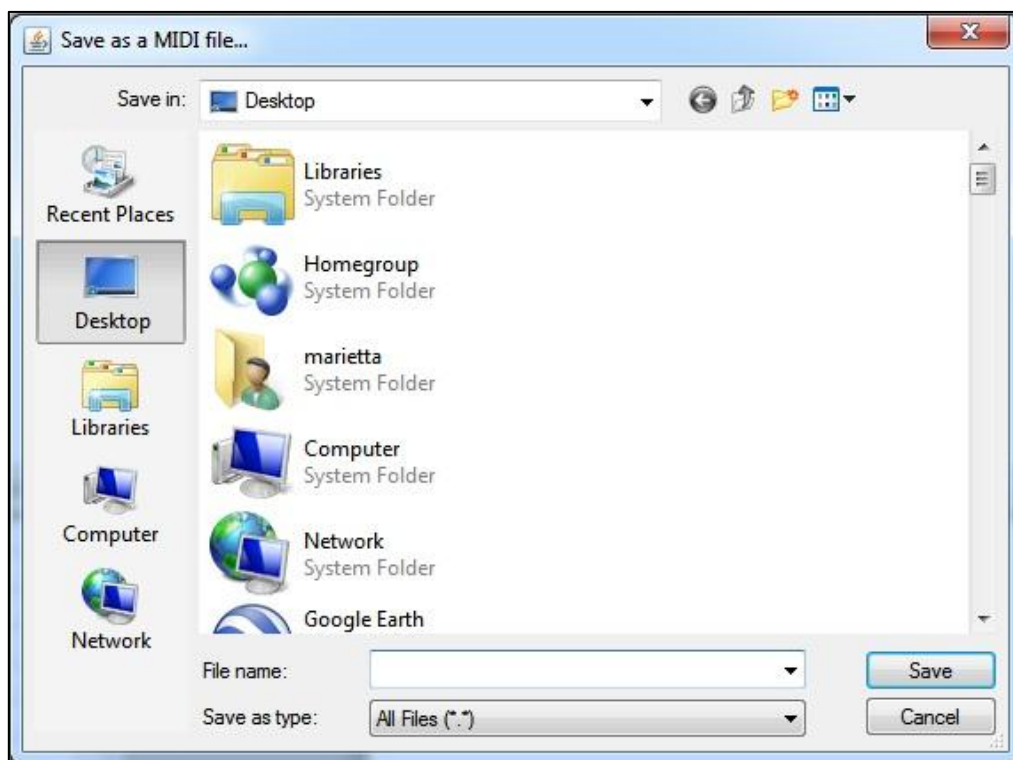 Save as a MIDI file...
Save in:
Desktop
Recent Places
Desktop
Libraries
Computer
Network
Libraries
System Folder
Homegroup
System Folder
marietta
System Folder
Computer
System Folder
Network
System Folder
Google Earth
File name:
Save
Save as type:
All Files (*.*)
Cancel